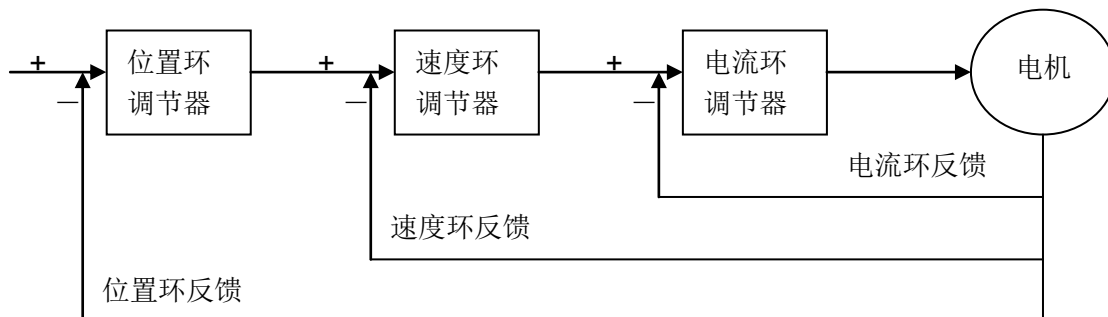 +
—
位置环
调节器
+
—
速度环
调节器
+
—
电流环
调节器
电机
电流环反馈
速度环反馈
位置环反馈